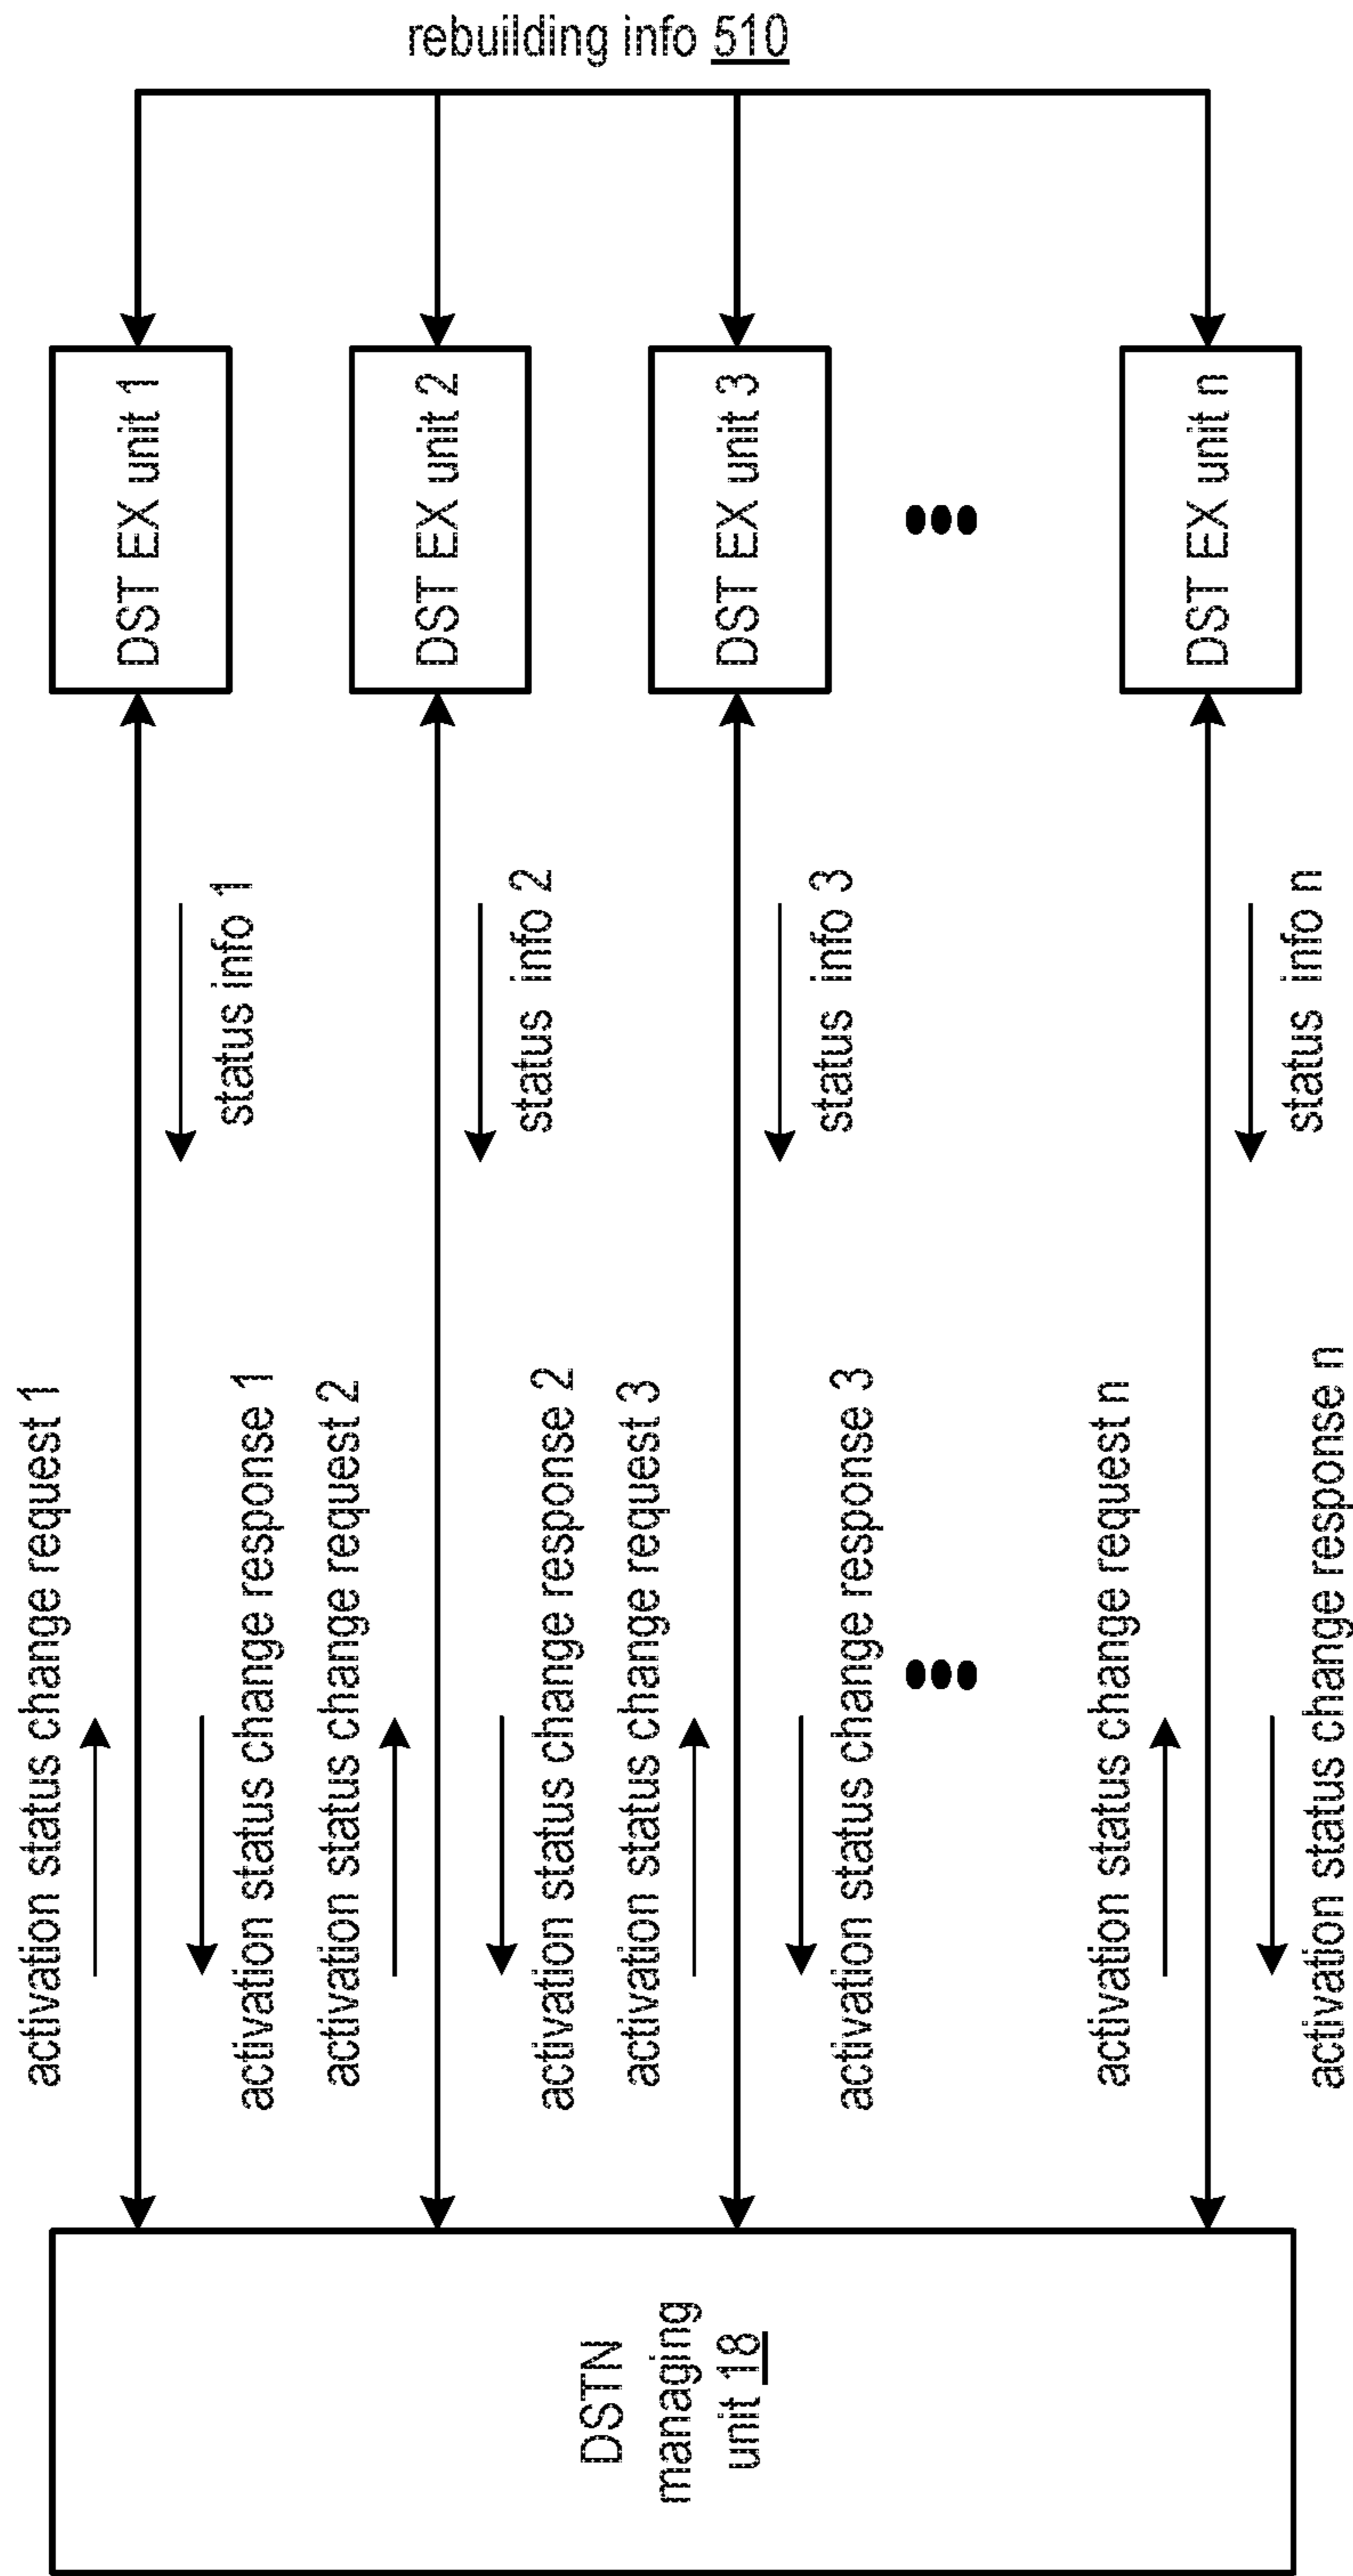 rebuilding info 510
DST EX unit 1
DST EX unit 2
DST EX unit 3
DST EX unit n
status info 1
status info 2
status info 3
status info n
activation status change request 1
activation status change response 1
activation status change request 2
activation status change response 2
activation status change request 3
activation status change response 3
activation status change request n
activation status change response n
DSTN
managing
unit 18